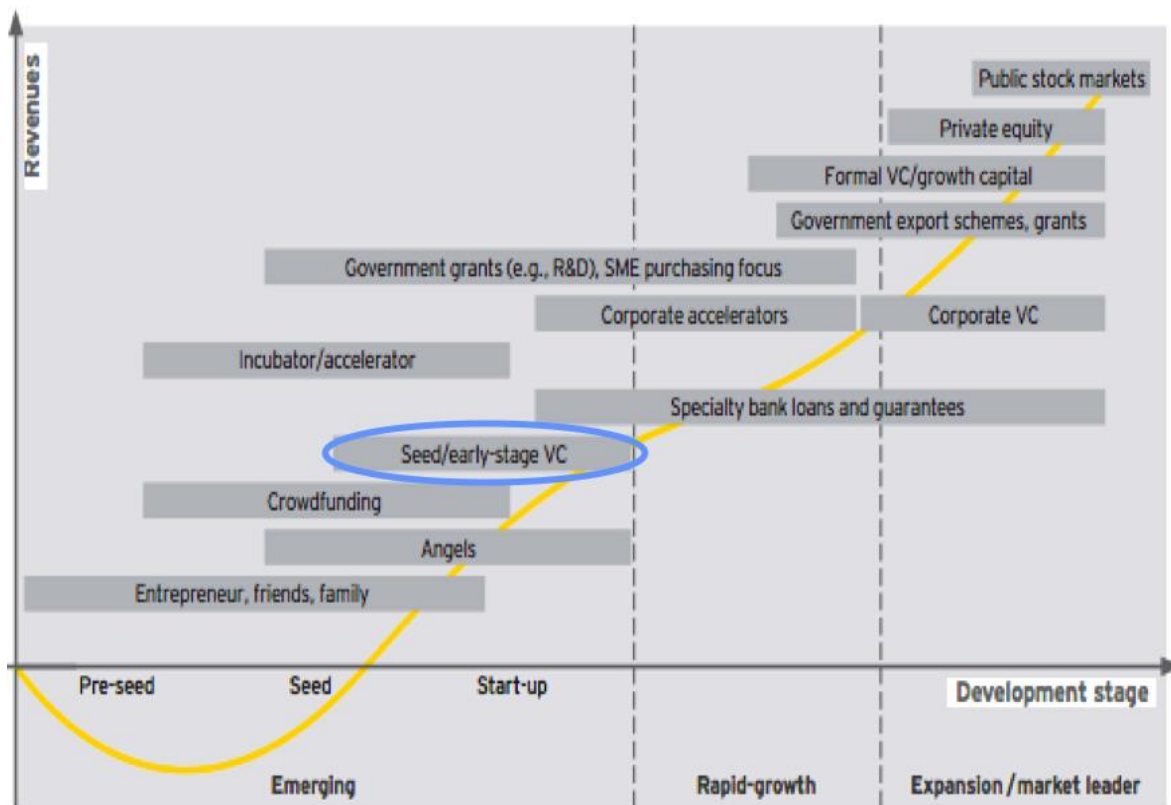 Revenues
Public stock markets
Private equity
Formal VC/growth capital
Government export schemes, grants
Government grants (e.g., R&D), SME purchasing focus
Corporate accelerators
Corporate VC
Incubator/accelerator
Specialty bank loans and guarantees
Seed/early-stage VC
Crowdfunding
Angels
Entrepreneur, friends, family
Pre-seed
Seed
Start-up
Development stage
Emerging
Rapid-growth
Expansion/market leader